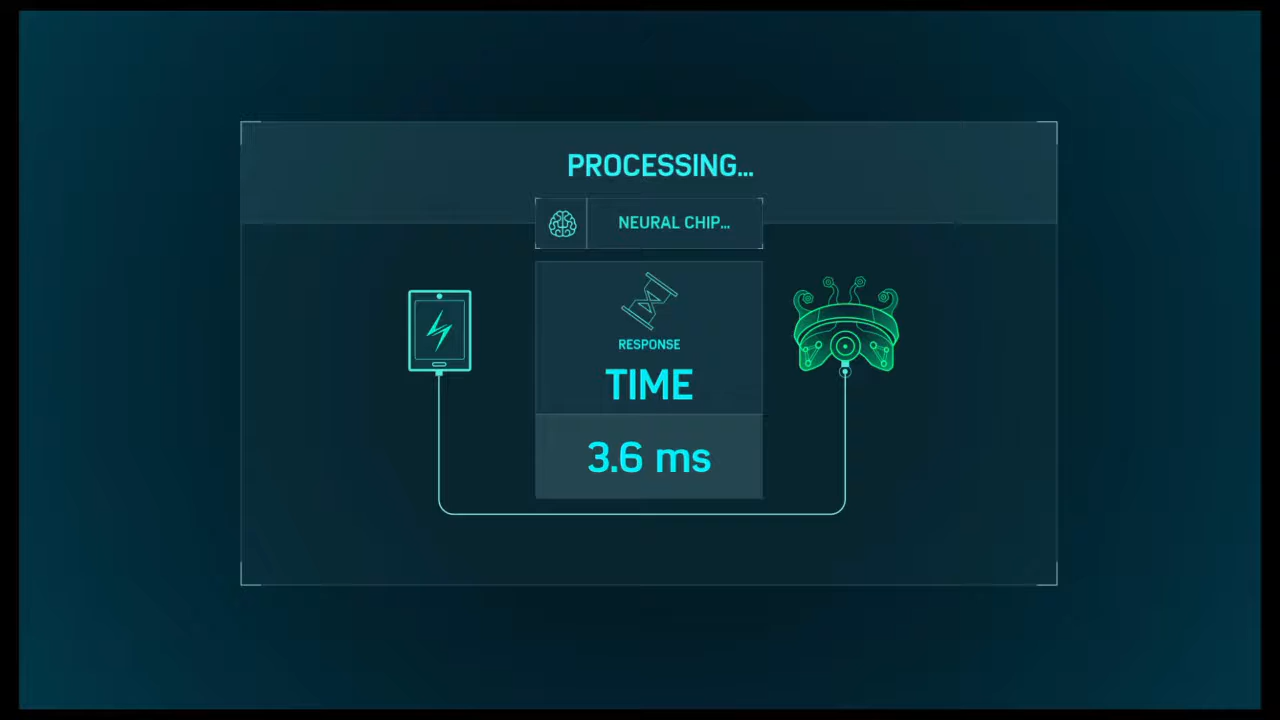 PROCESSING...
NEURAL CHIP...
RESPONSE
TIME
3.6 ms